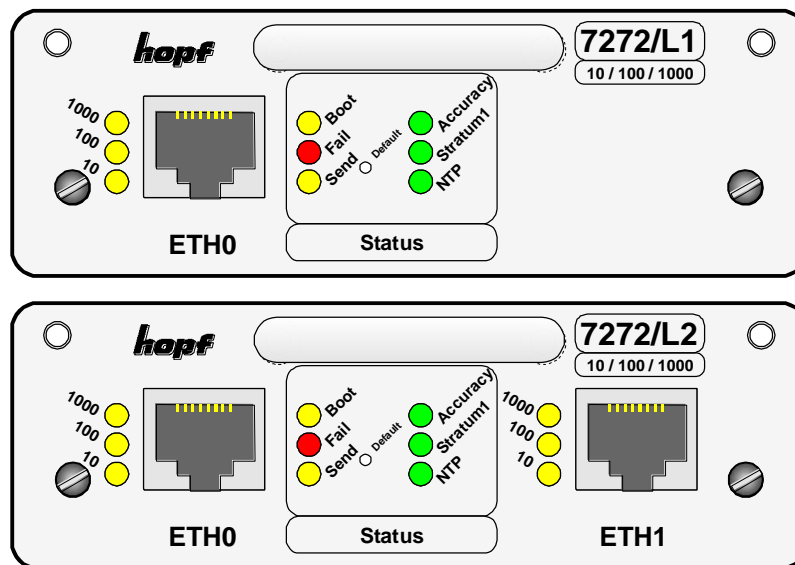 hopf
7272/L1
10 / 100 / 1000
1000
100
10
Boot
Fail
Send
Default
Accuracy
Stratum1
NTP
ETH0
Status
hopf
7272/L2
10 / 100 / 1000
1000
100
10
Boot
Fail
Send
Default
Accuracy
Stratum1
NTP
1000
100
10
ETH0
Status
ETH1